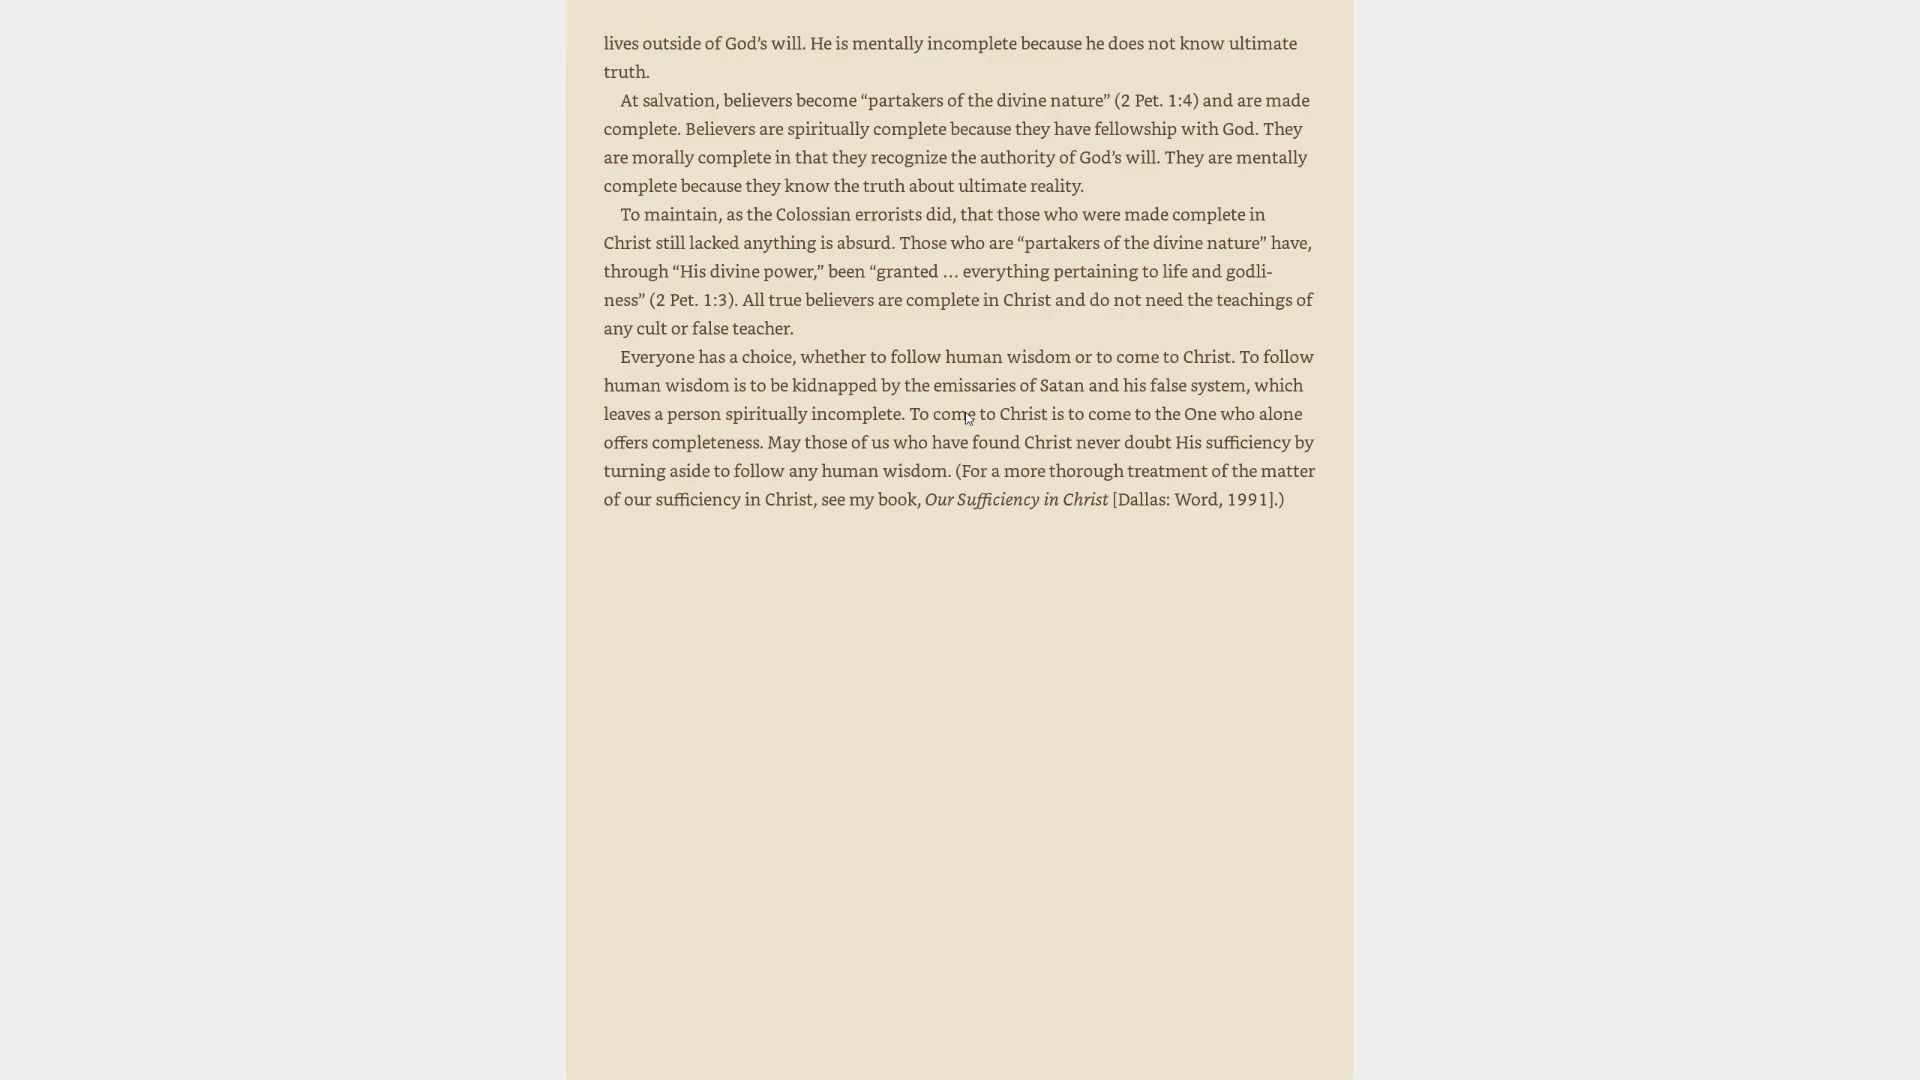 lives outside of God’s will. He is mentally incomplete because he does not know ultimate
truth.
At salvation, believers become “partakers of the divine nature” (2 Pet. 1:4) and are made
complete. Believers are spiritually complete because they have fellowship with God. They
are morally complete in that they recognize the authority of God’s will. They are mentally
complete because they know the truth about ultimate reality.
To maintain, as the Colossian errorists did, that those who were made complete in
Christ still lacked anything is absurd. Those who are “partakers of the divine nature” have,
through “His divine power,” been “granted … everything pertaining to life and godli-
ness” (2 Pet. 1:3). All true believers are complete in Christ and do not need the teachings of
any cult or false teacher.
Everyone has a choice, whether to follow human wisdom or to come to Christ. To follow
human wisdom is to be kidnapped by the emissaries of Satan and his false system, which
leaves a person spiritually incomplete. To come to Christ is to come to the One who alone
offers completeness. May those of us who have found Christ never doubt His sufficiency by
turning aside to follow any human wisdom. (For a more thorough treatment of the matter
of our sufficiency in Christ, see my book, Our Sufficiency in Christ [Dallas: Word, 1991].)